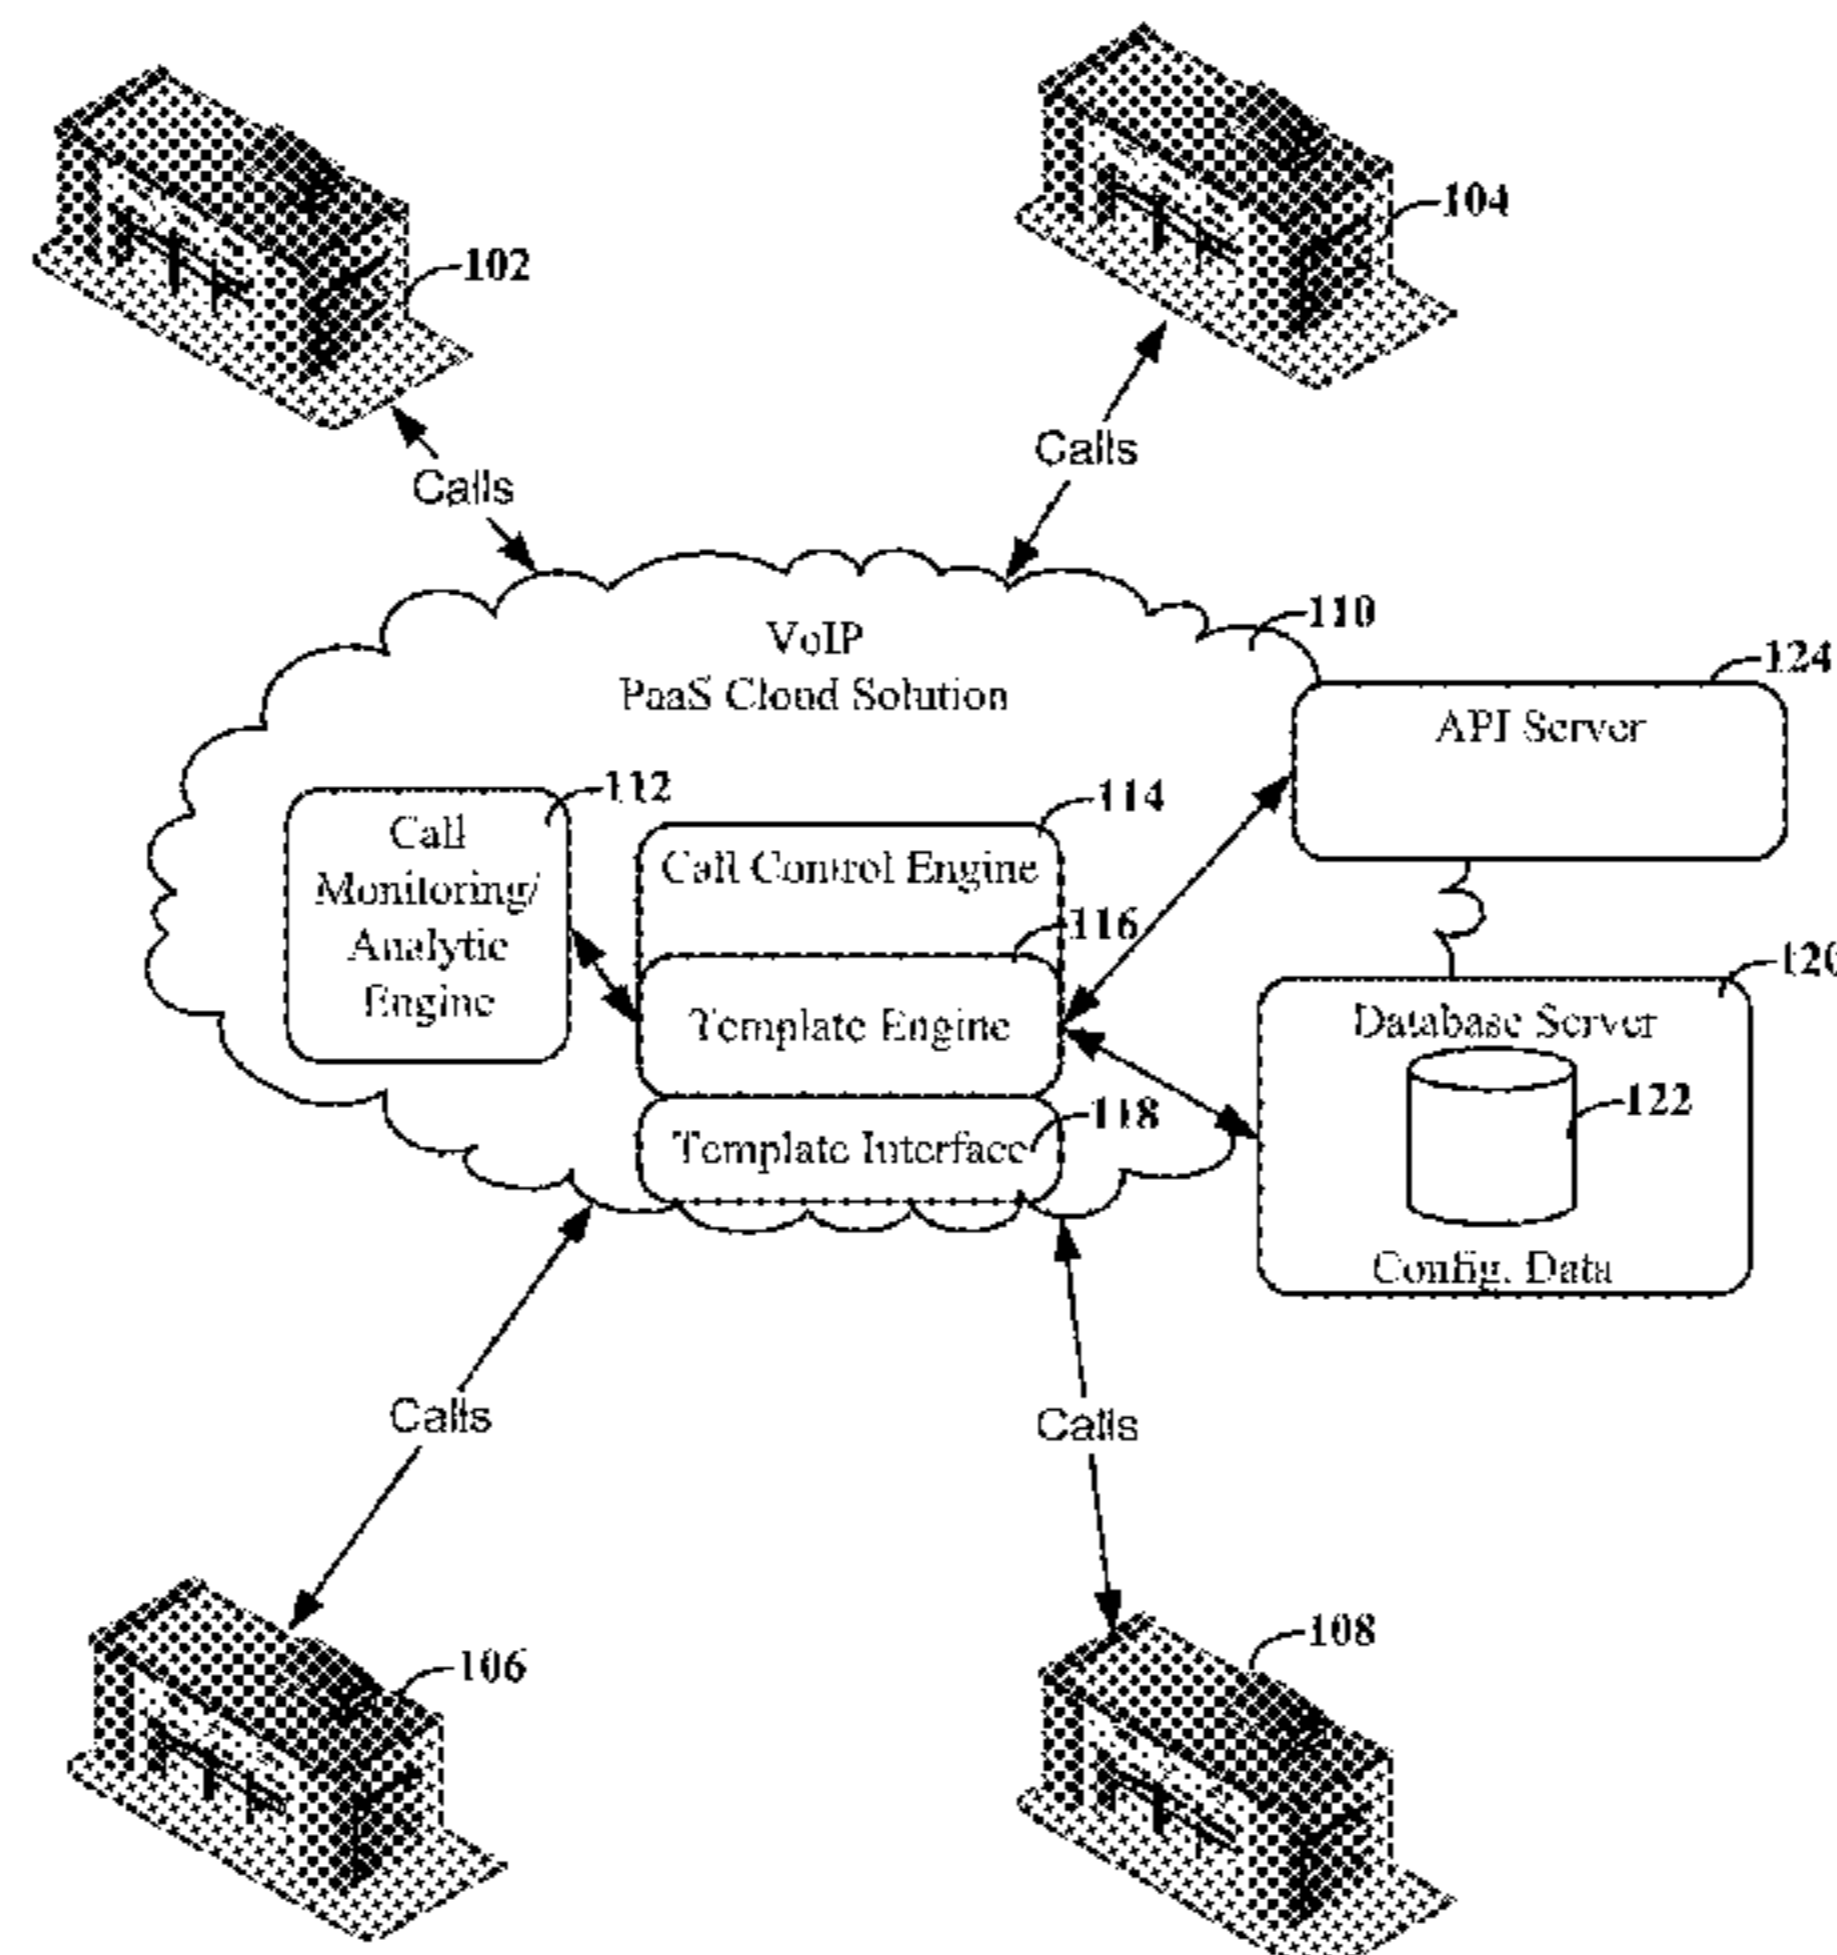 104
102
Calls
Calls
110
VoIP
PaaS Cloud Solution
124
API Server
112
114
Call
Monitoring/
Analytic
Engine
Call Control Engine
116
Template Engine
120
Database Server
122
Config. Data
118
Template Interface
Calls
Calls
106
108